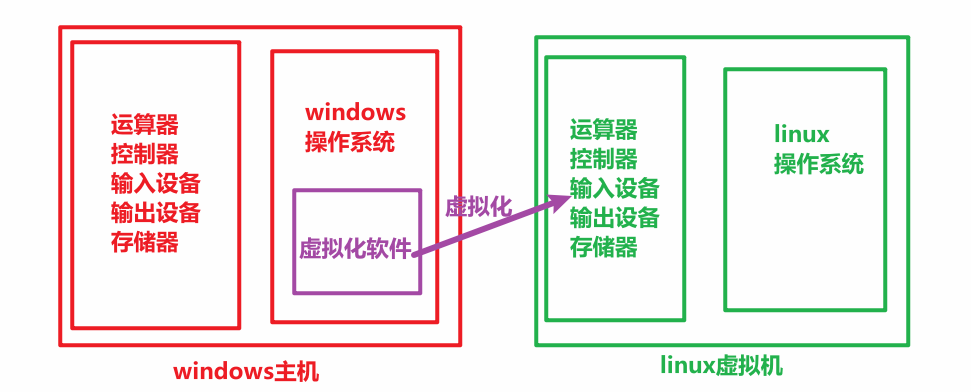 运算器
控制器
输入设备
输出设备
存储器
windows
操作系统
虚拟化软件
windows主机
虚拟化
运算器
控制器
输入设备
输出设备
存储器
linux
操作系统
linux虚拟机